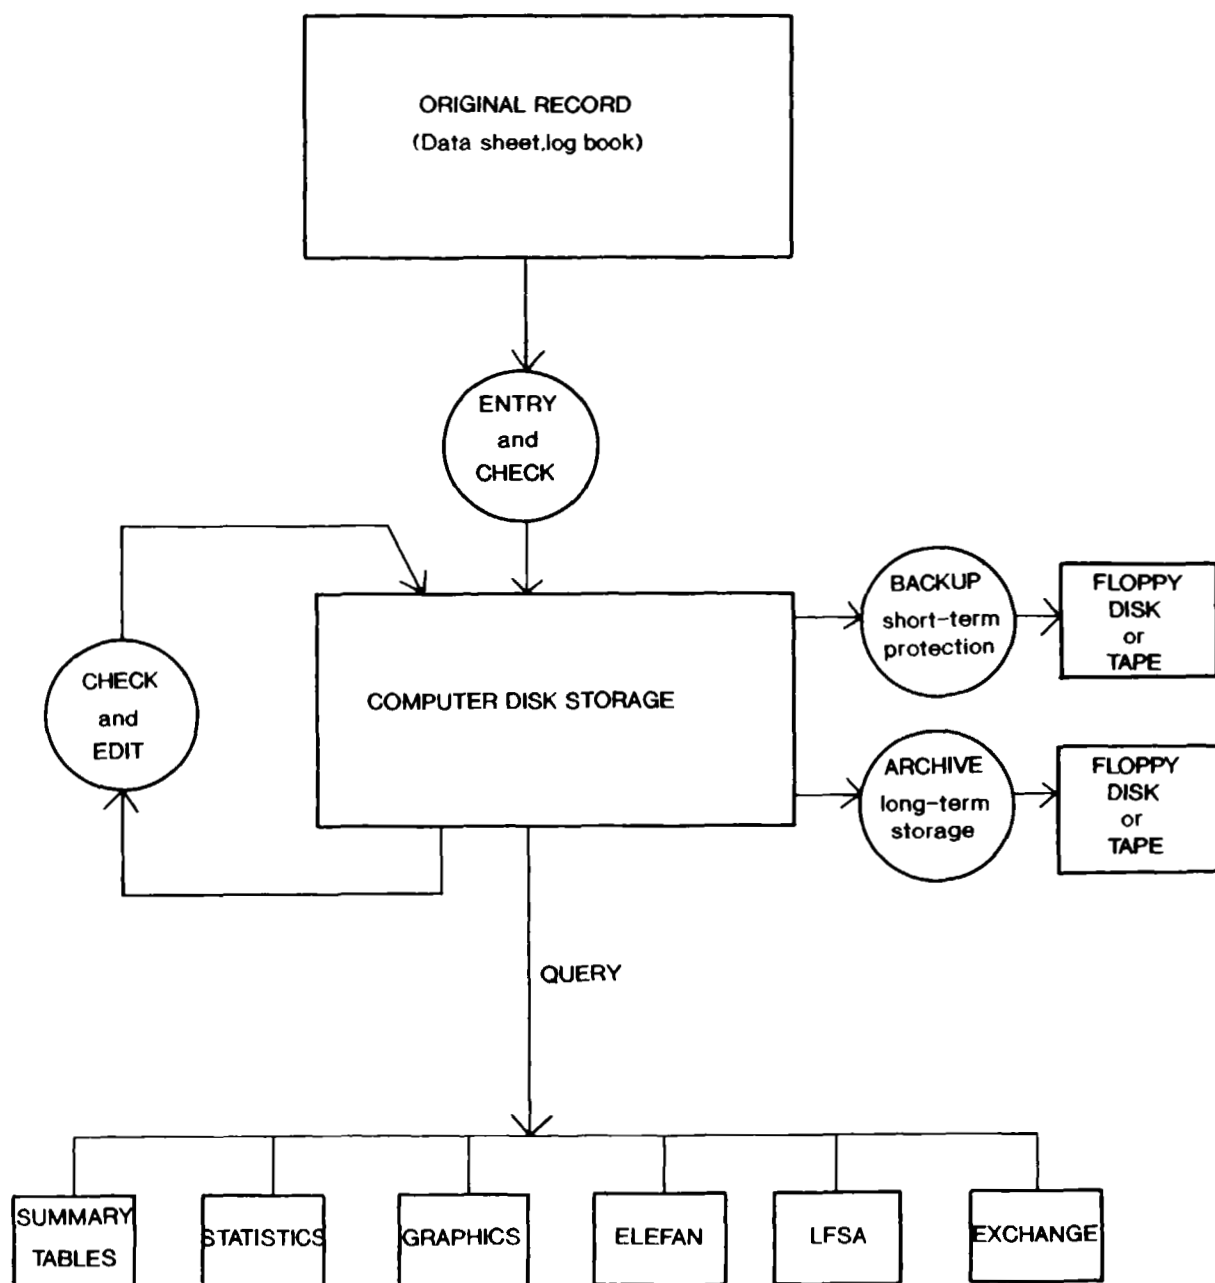 ORIGINAL RECORD
(Data sheet,log book)
ENTRY
and
CHECK
CHECK
and
EDIT
COMPUTER DISK STORAGE
BACKUP
short-term
protection
FLOPPY
DISK
or
TAPE
ARCHIVE
long-term
storage
FLOPPY
DISK
or
TAPE
QUERY
SUMMARY
TABLES
STATISTICS
GRAPHICS
ELEFAN
LFSA
EXCHANGE